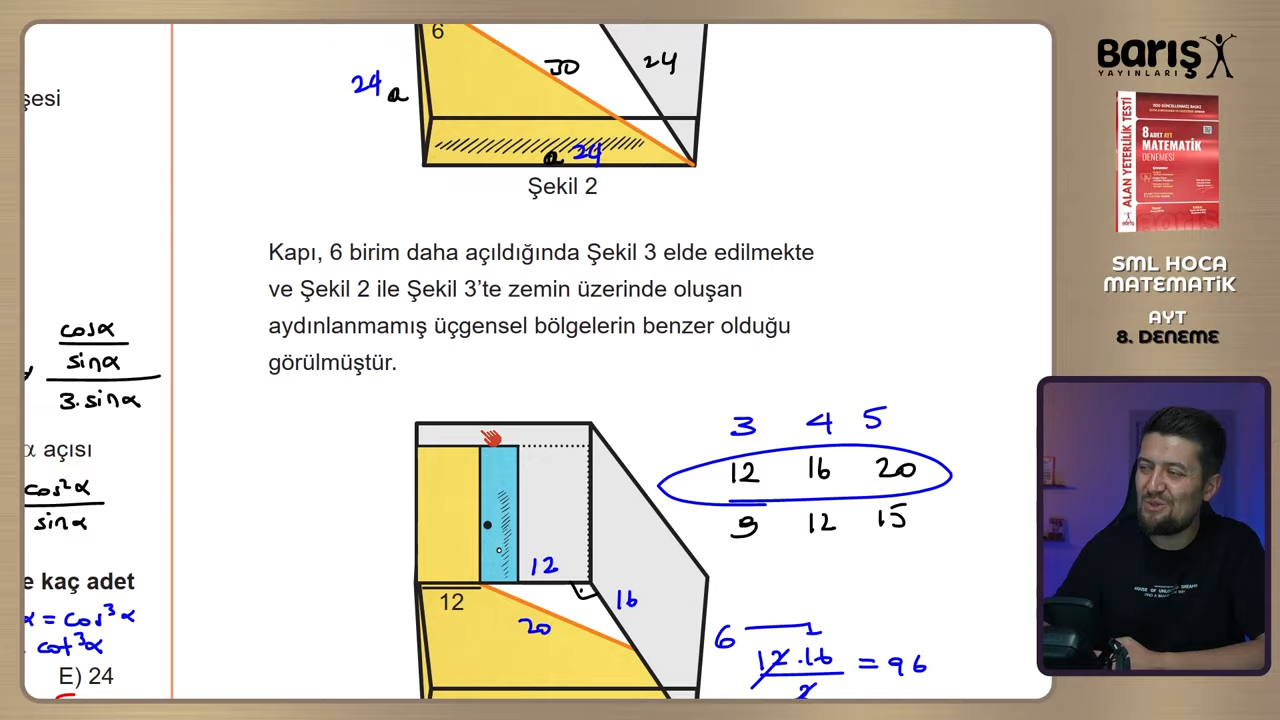 şesi
cosα
sinα
3.sinα
α açısı
cos²α
sinα
e kaç adet
α = cos³α
cot³α
E) 24
6
30
24
24 a
a 24
Şekil 2
Kapı, 6 birim daha açıldığında Şekil 3 elde edilmekte
ve Şekil 2 ile Şekil 3'te zemin üzerinde oluşan
aydınlanmamış üçgensel bölgelerin benzer olduğu
görülmüştür.
3 4 5
12 16 20
9 12 15
12
12
16
20
6 1
12.16
2
= 96
BARIŞ
YAYINLARI
ALAN YETERLİLİK TESTİ
8 ADET AYT
MATEMATİK
DENEMESİ
SML HOCA
MATEMATİK
AYT
8. DENEME